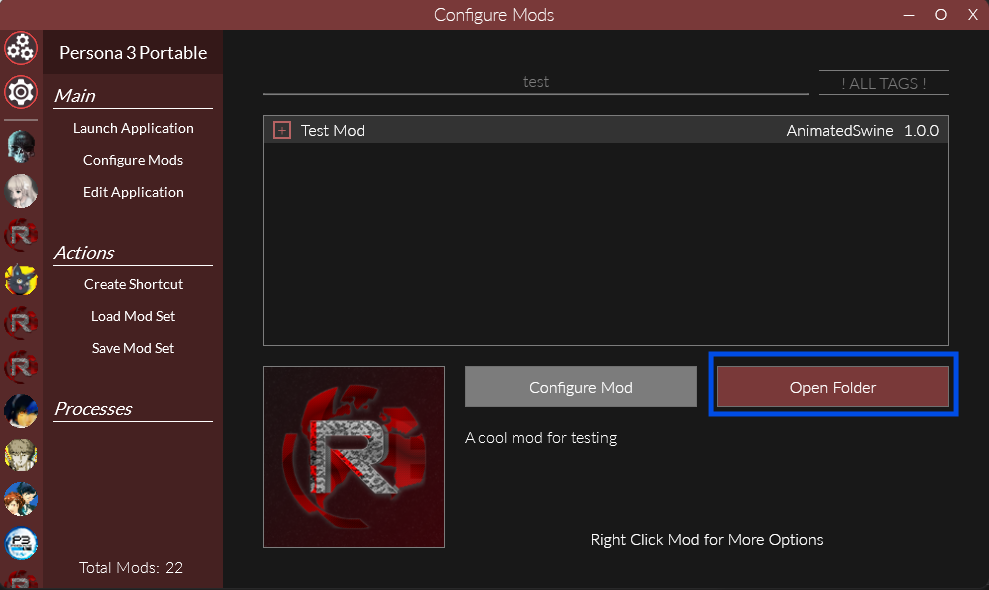 Configure Mods
Persona 3 Portable
Main
Launch Application
Configure Mods
Edit Application
Actions
Create Shortcut
Load Mod Set
Save Mod Set
Processes
Total Mods: 22
test
! ALL TAGS !
+ Test Mod AnimatedSwine 1.0.0
R
Configure Mod
Open Folder
A cool mod for testing
Right Click Mod for More Options